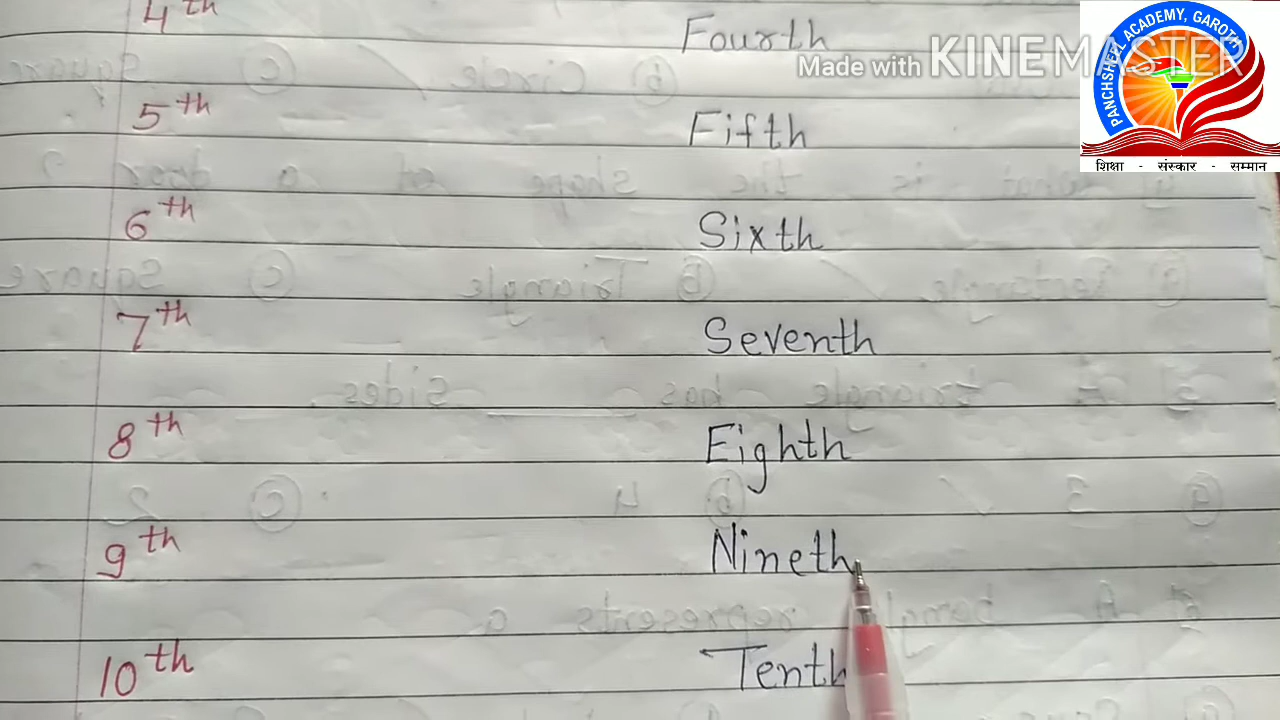 4th Fourth
Made with KINEMASTER
PANCHSHEEL ACADEMY, GAROTH
शिक्षा - संस्कार - सम्मान
5th Fifth
6th Sixth
7th Seventh
8th Eighth
9th Nineth
10th Tenth